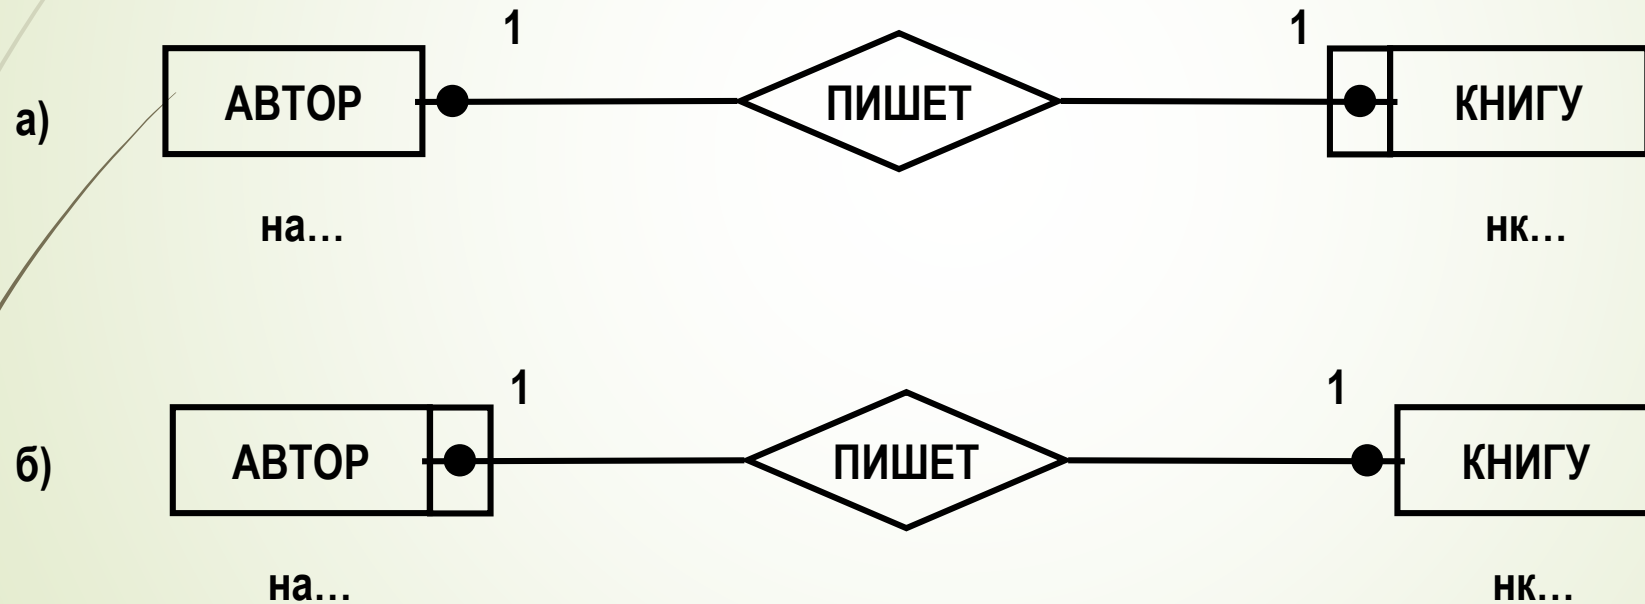 1 1
а) АВТОР ПИШЕТ КНИГУ
на... нк...
1 1
б) АВТОР ПИШЕТ КНИГУ
на... нк...